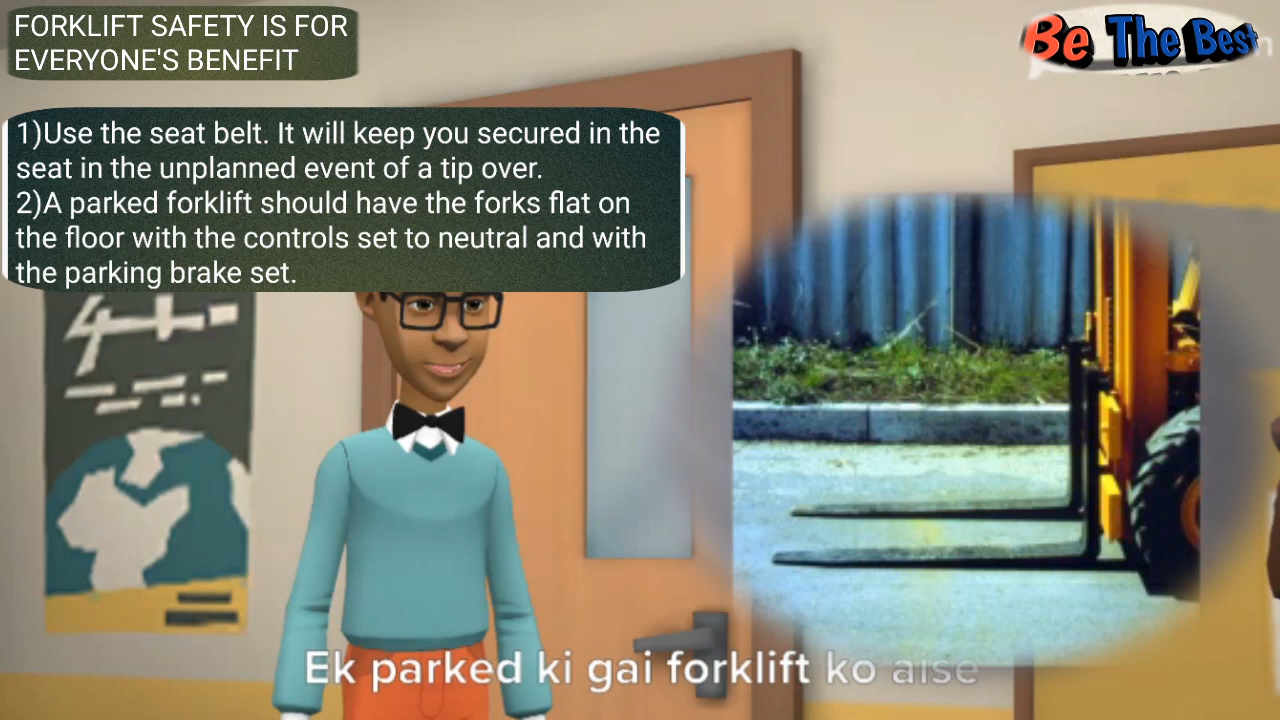 FORKLIFT SAFETY IS FOR
EVERYONE'S BENEFIT
Be The Best
1)Use the seat belt. It will keep you secured in the
seat in the unplanned event of a tip over.
2)A parked forklift should have the forks flat on
the floor with the controls set to neutral and with
the parking brake set.
Ek parked ki gai forklift ko aise